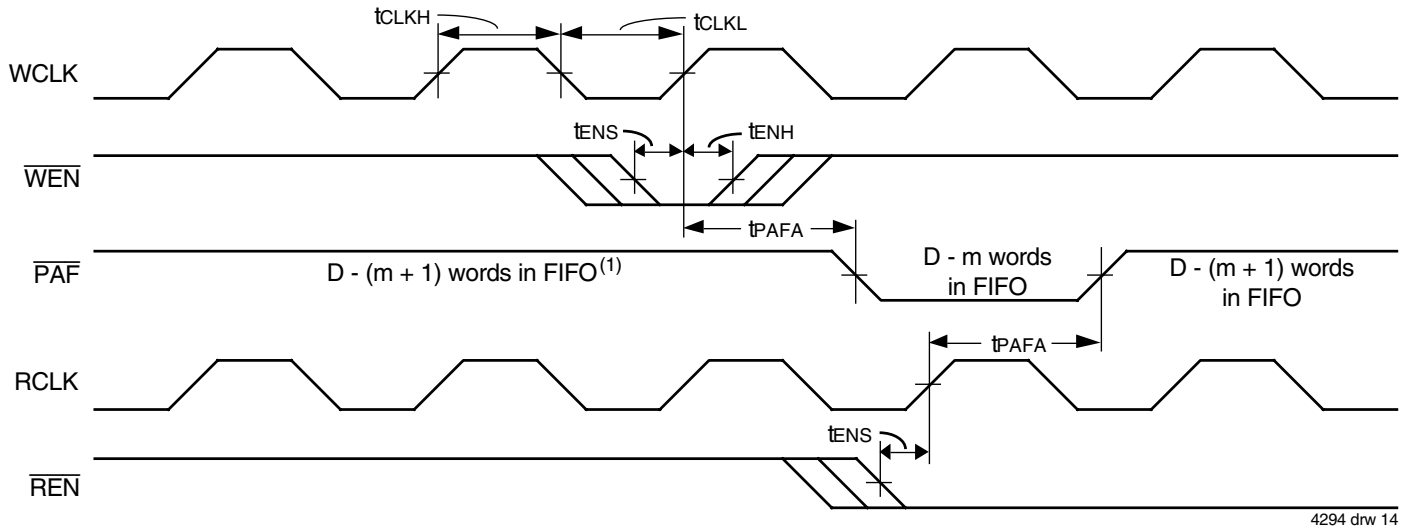 tCLKH
tCLKL
WCLK
tENS
tENH
WEN
tPAFA
PAF
D - (m + 1) words in FIFO(1)
D - m words
in FIFO
D - (m + 1) words
in FIFO
tPAFA
RCLK
tENS
REN
4294 drw 14